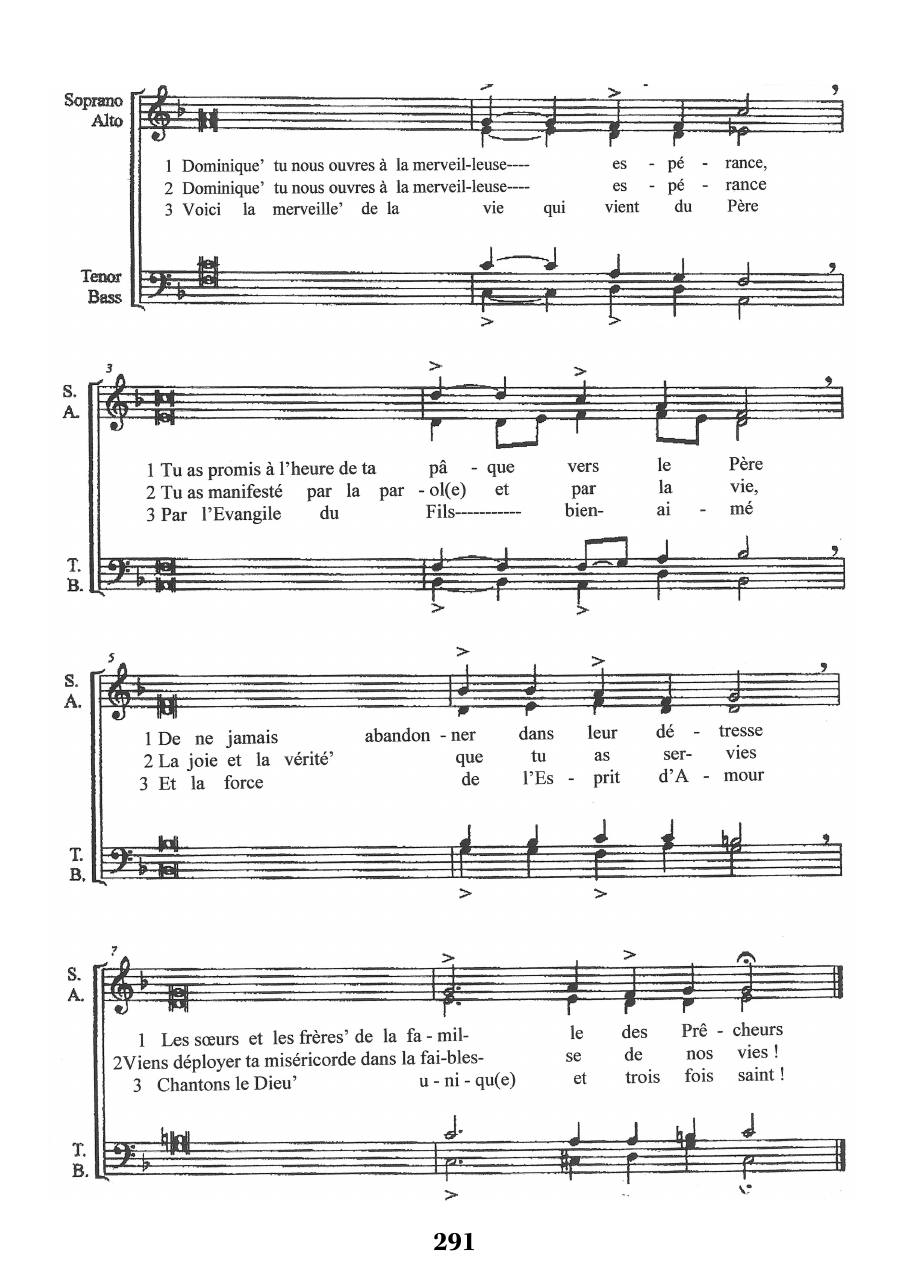 Soprano
Alto
1 Dominique’ tu nous ouvres à la merveil-leuse---- es - pé - rance,
2 Dominique’ tu nous ouvres à la merveil-leuse---- es - pé - rance
3 Voici la merveille’ de la vie qui vient du Père
Tenor
Bass
3
S.
A.
1 Tu as promis à l’heure de ta pâ - que vers le Père
2 Tu as manifesté par la par - ol(e) et par la vie,
3 Par l’Evangile du Fils----------- bien- ai - mé
T.
B.
5
S.
A.
1 De ne jamais abandon - ner dans leur dé - tresse
2 La joie et la vérité’ que tu as ser- vies
3 Et la force de l’Es - prit d’A - mour
T.
B.
7
S.
A.
1 Les sœurs et les frères’ de la fa - mil- le des Prê - cheurs
2Viens déployer ta miséricorde dans la fai-bles- se de nos vies !
3 Chantons le Dieu’ u - ni - qu(e) et trois fois saint !
T.
B.
291